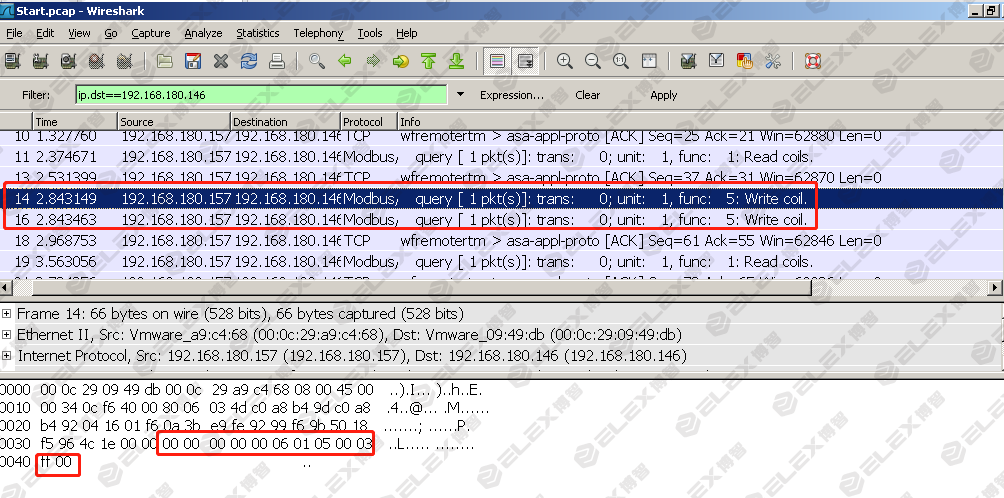 Start.pcap - Wireshark
File Edit View Go Capture Analyze Statistics Telephony Tools Help
Filter: ip.dst==192.168.180.146 Expression... Clear Apply
Time Source Destination Protocol Info
10 1.327760 192.168.180.157 192.168.180.146 TCP wfremotertm > asa-appl-proto [ACK] Seq=25 Ack=21 Win=62880 Len=0
11 2.374671 192.168.180.157 192.168.180.146 Modbus/ query [ 1 pkt(s)]: trans: 0; unit: 1, func: 1: Read coils.
13 2.531399 192.168.180.157 192.168.180.146 TCP wfremotertm > asa-appl-proto [ACK] Seq=37 Ack=31 Win=62870 Len=0
14 2.843149 192.168.180.157 192.168.180.146 Modbus/ query [ 1 pkt(s)]: trans: 0; unit: 1, func: 5: Write coil.
16 2.843463 192.168.180.157 192.168.180.146 Modbus/ query [ 1 pkt(s)]: trans: 0; unit: 1, func: 5: Write coil.
18 2.968753 192.168.180.157 192.168.180.146 TCP wfremotertm > asa-appl-proto [ACK] Seq=61 Ack=55 Win=62846 Len=0
19 3.563056 192.168.180.157 192.168.180.146 Modbus/ query [ 1 pkt(s)]: trans: 0; unit: 1, func: 1: Read coils.
Frame 14: 66 bytes on wire (528 bits), 66 bytes captured (528 bits)
Ethernet II, Src: Vmware_a9:c4:68 (00:0c:29:a9:c4:68), Dst: Vmware_09:49:db (00:0c:29:09:49:db)
Internet Protocol, Src: 192.168.180.157 (192.168.180.157), Dst: 192.168.180.146 (192.168.180.146)
0000 00 0c 29 09 49 db 00 0c 29 a9 c4 68 08 00 45 00 ..).I... )..h..E.
0010 00 34 0c f6 40 00 80 06 03 4d c0 a8 b4 9d c0 a8 .4..@... .M......
0020 b4 92 04 16 01 f6 0a 3b e9 fe 92 99 f6 9b 50 18 .......; ......P.
0030 f5 96 4c 1e 00 00 00 00 00 00 00 06 01 05 00 03 ..L..... ........
0040 ff 00 ..
ELEX博智